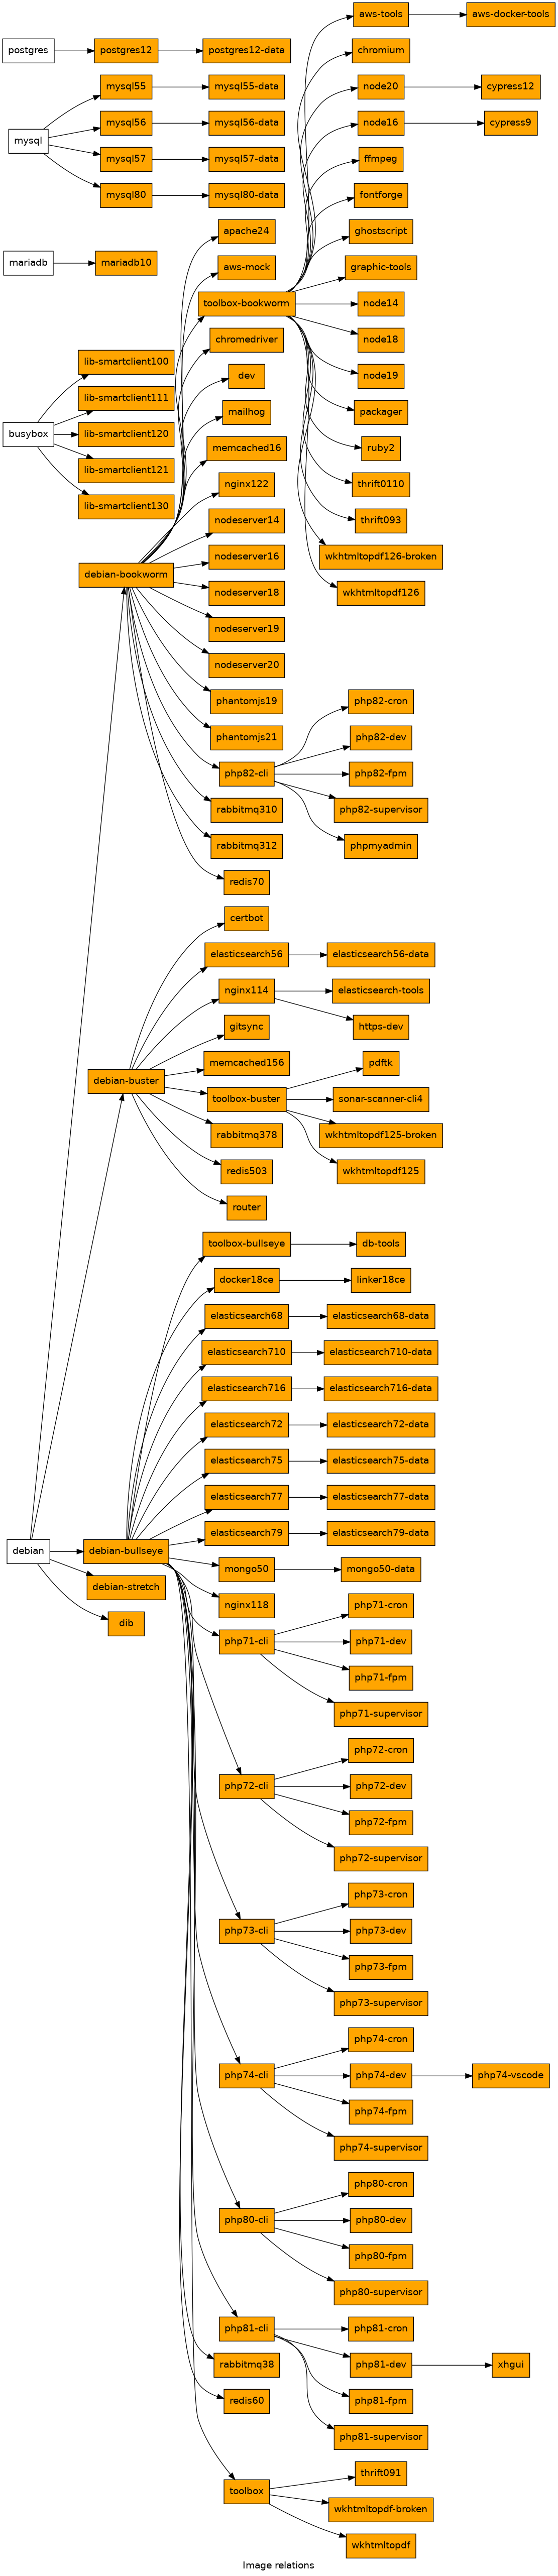 aws-tools
aws-docker-tools
postgres
postgres12
postgres12-data
chromium
mysql55
mysql55-data
node20
cypress12
mysql
mysql56
mysql56-data
node16
cypress9
mysql57
mysql57-data
ffmpeg
mysql80
mysql80-data
fontforge
apache24
ghostscript
mariadb
mariadb10
aws-mock
graphic-tools
toolbox-bookworm
node14
chromedriver
node18
lib-smartclient100
dev
node19
lib-smartclient111
mailhog
packager
busybox
lib-smartclient120
memcached16
ruby2
lib-smartclient121
nginx122
thrift0110
lib-smartclient130
nodeserver14
thrift093
nodeserver16
wkhtmltopdf126-broken
debian-bookworm
nodeserver18
wkhtmltopdf126
nodeserver19
nodeserver20
phantomjs19
php82-cron
phantomjs21
php82-dev
php82-cli
php82-fpm
rabbitmq310
php82-supervisor
rabbitmq312
phpmyadmin
redis70
certbot
elasticsearch56
elasticsearch56-data
nginx114
elasticsearch-tools
gitsync
https-dev
memcached156
pdftk
debian-buster
toolbox-buster
sonar-scanner-cli4
rabbitmq378
wkhtmltopdf125-broken
redis503
wkhtmltopdf125
router
toolbox-bullseye
db-tools
docker18ce
linker18ce
elasticsearch68
elasticsearch68-data
elasticsearch710
elasticsearch710-data
elasticsearch716
elasticsearch716-data
elasticsearch72
elasticsearch72-data
elasticsearch75
elasticsearch75-data
elasticsearch77
elasticsearch77-data
elasticsearch79
elasticsearch79-data
debian
debian-bullseye
mongo50
mongo50-data
debian-stretch
nginx118
php71-cron
dib
php71-cli
php71-dev
php71-fpm
php71-supervisor
php72-cron
php72-cli
php72-dev
php72-fpm
php72-supervisor
php73-cron
php73-cli
php73-dev
php73-fpm
php73-supervisor
php74-cron
php74-cli
php74-dev
php74-vscode
php74-fpm
php74-supervisor
php80-cron
php80-cli
php80-dev
php80-fpm
php80-supervisor
php81-cli
php81-cron
rabbitmq38
php81-dev
xhgui
redis60
php81-fpm
php81-supervisor
thrift091
toolbox
wkhtmltopdf-broken
wkhtmltopdf
Image relations